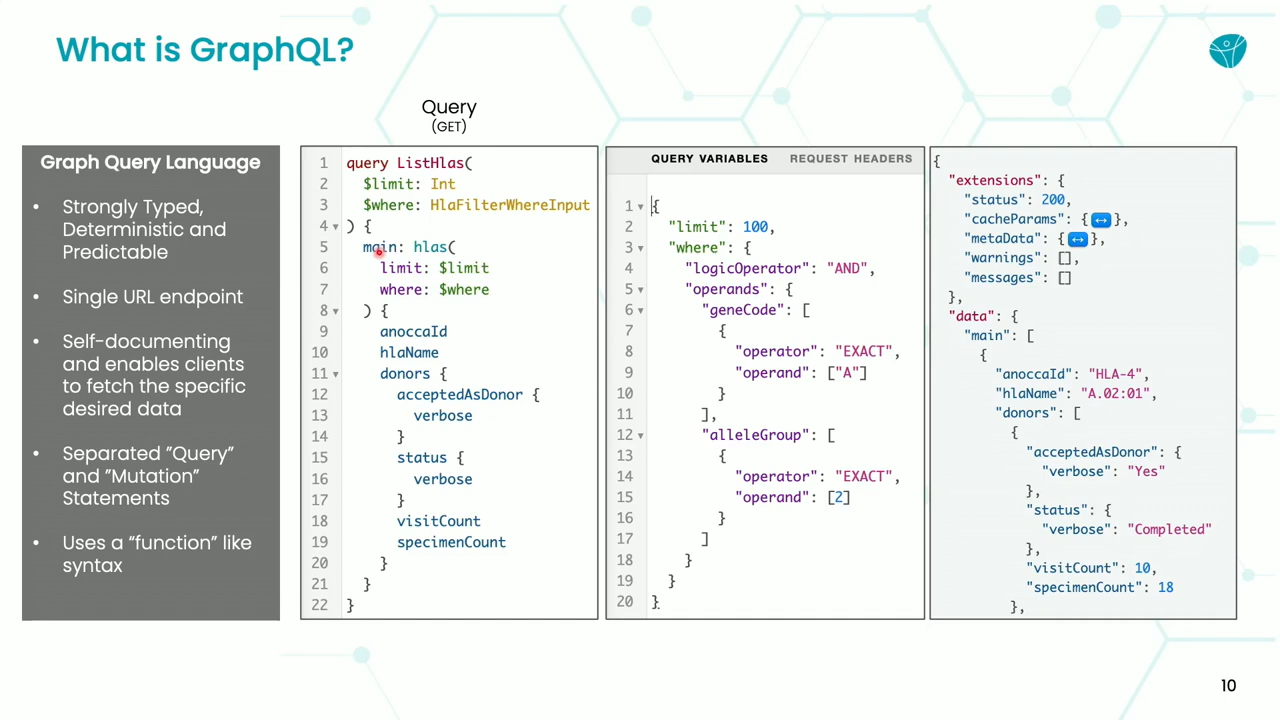 What is GraphQL?
Query
(GET)
Graph Query Language
• Strongly Typed,
Deterministic and
Predictable
• Single URL endpoint
• Self-documenting
and enables clients
to fetch the specific
desired data
• Separated ”Query”
and ”Mutation”
Statements
• Uses a “function” like
syntax
1 query ListHlas(
2 $limit: Int
3 $where: HlaFilterWhereInput
4 ) {
5 main: hlas(
6 limit: $limit
7 where: $where
8 ) {
9 anoccaId
10 hlaName
11 donors {
12 acceptedAsDonor {
13 verbose
14 }
15 status {
16 verbose
17 }
18 visitCount
19 specimenCount
20 }
21 }
22 }
QUERY VARIABLES REQUEST HEADERS
1 {
2 "limit": 100,
3 "where": {
4 "logicOperator": "AND",
5 "operands": {
6 "geneCode": [
7 {
8 "operator": "EXACT",
9 "operand": ["A"]
10 }
11 ],
12 "alleleGroup": [
13 {
14 "operator": "EXACT",
15 "operand": [2]
16 }
17 ]
18 }
19 }
20 }
{
"extensions": {
"status": 200,
"cacheParams": {↔},
"metaData": {↔},
"warnings": [],
"messages": []
},
"data": {
"main": [
{
"anoccaId": "HLA-4",
"hlaName": "A.02:01",
"donors": [
{
"acceptedAsDonor": {
"verbose": "Yes"
},
"status": {
"verbose": "Completed"
},
"visitCount": 10,
"specimenCount": 18
},
10